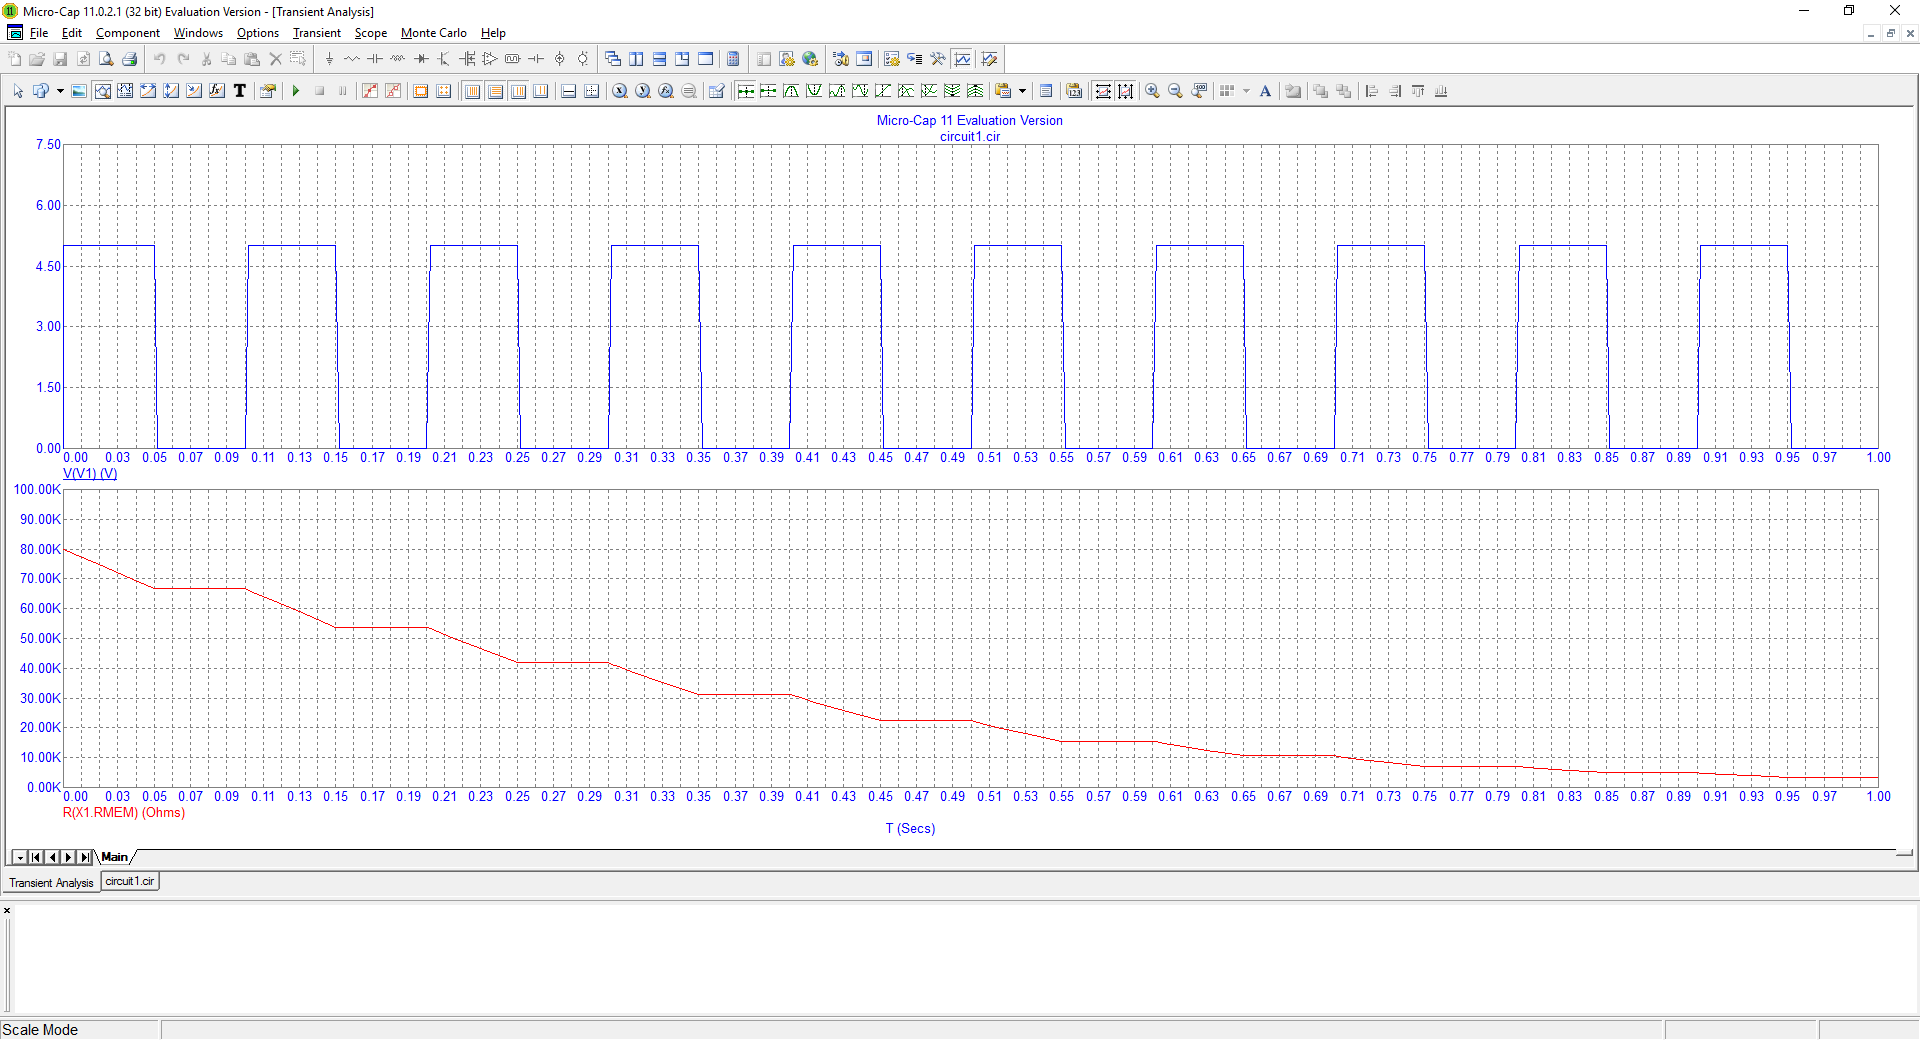 Micro-Cap 11.0.2.1 (32 bit) Evaluation Version - [Transient Analysis]
File Edit Component Windows Options Transient Scope Monte Carlo Help
Micro-Cap 11 Evaluation Version
circuit1.cir
7.50
6.00
4.50
3.00
1.50
0.00
0.00 0.03 0.05 0.07 0.09 0.11 0.13 0.15 0.17 0.19 0.21 0.23 0.25 0.27 0.29 0.31 0.33 0.35 0.37 0.39 0.41 0.43 0.45 0.47 0.49 0.51 0.53 0.55 0.57 0.59 0.61 0.63 0.65 0.67 0.69 0.71 0.73 0.75 0.77 0.79 0.81 0.83 0.85 0.87 0.89 0.91 0.93 0.95 0.97 1.00
V(V1) (V)
100.00K
90.00K
80.00K
70.00K
60.00K
50.00K
40.00K
30.00K
20.00K
10.00K
0.00K
0.00 0.03 0.05 0.07 0.09 0.11 0.13 0.15 0.17 0.19 0.21 0.23 0.25 0.27 0.29 0.31 0.33 0.35 0.37 0.39 0.41 0.43 0.45 0.47 0.49 0.51 0.53 0.55 0.57 0.59 0.61 0.63 0.65 0.67 0.69 0.71 0.73 0.75 0.77 0.79 0.81 0.83 0.85 0.87 0.89 0.91 0.93 0.95 0.97 1.00
R(X1.RMEM) (Ohms)
T (Secs)
Main
Transient Analysis circuit1.cir
Scale Mode